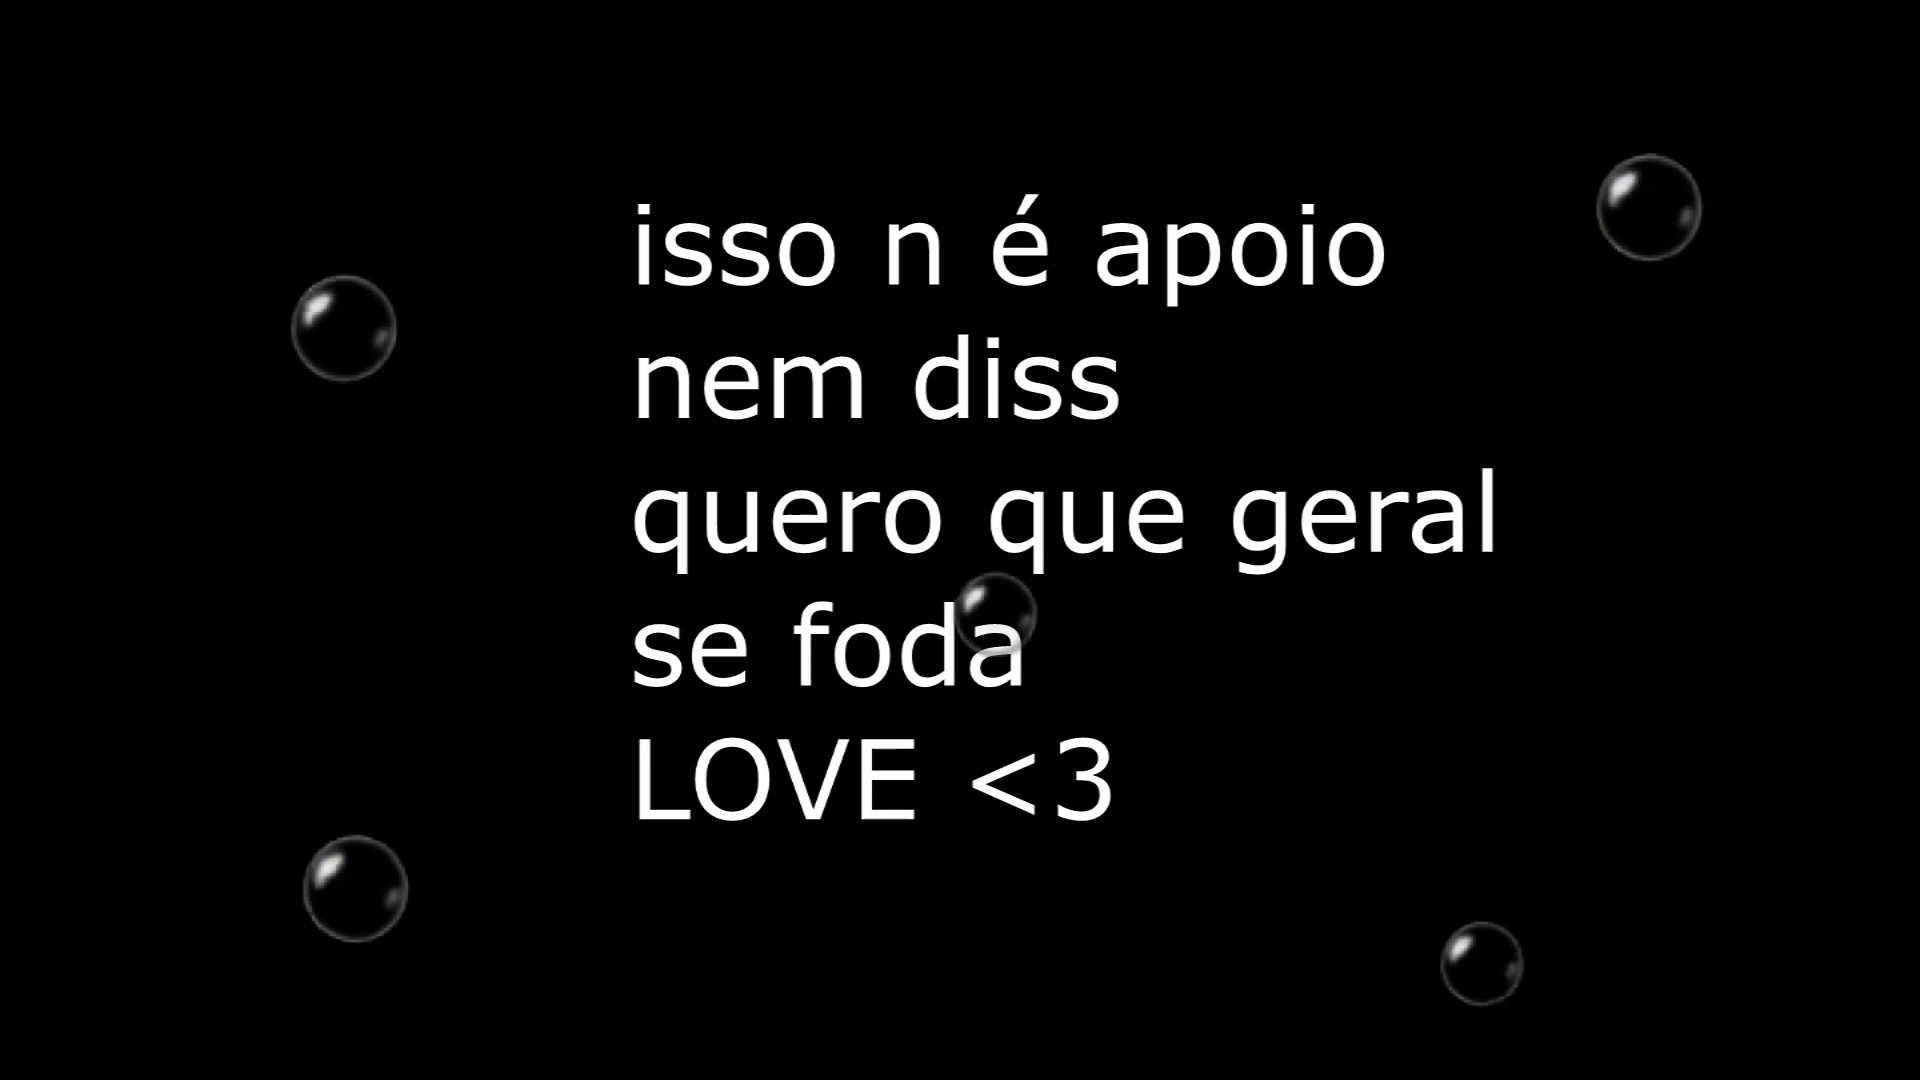 isso n é apoio
nem diss
quero que geral
se foda
LOVE <3